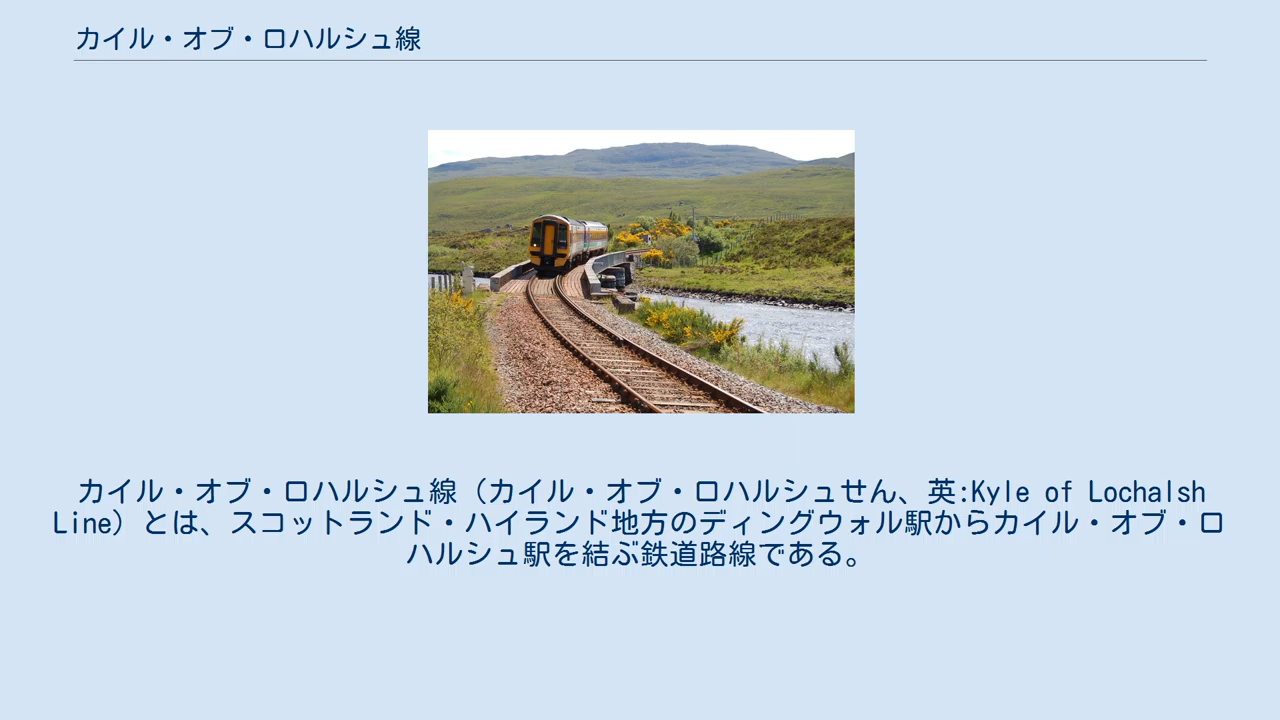 カイル・オブ・ロハルシュ線
カイル・オブ・ロハルシュ線（カイル・オブ・ロハルシュせん、英:Kyle of Lochalsh
Line）とは、スコットランド・ハイランド地方のディングウォル駅からカイル・オブ・ロ
ハルシュ駅を結ぶ鉄道路線である。